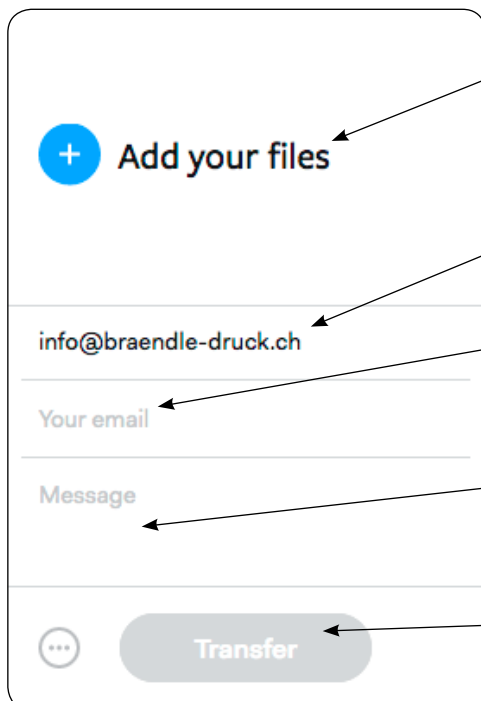 Add your files
info@braendle-druck.ch
Your email
Message
Transfer